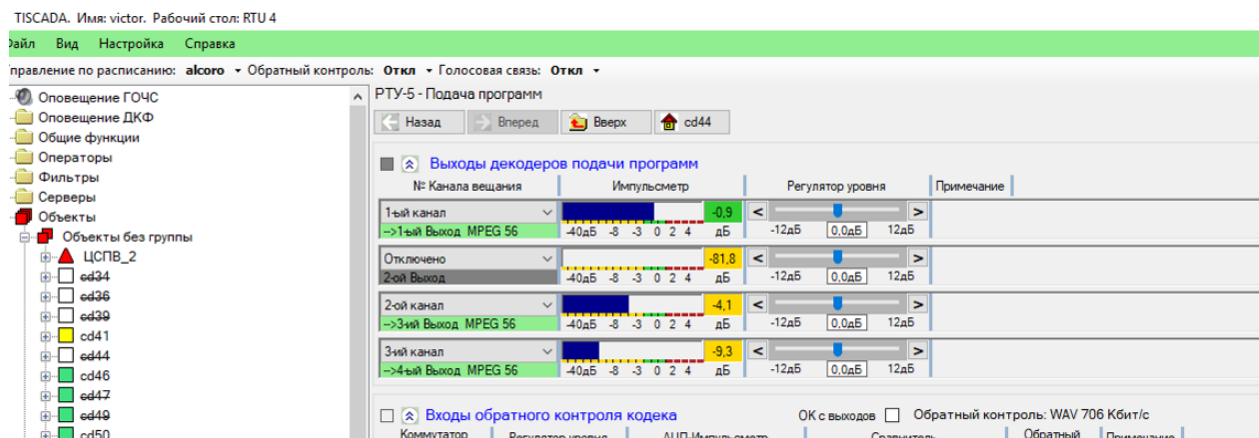 TISCADA. Имя: victor. Рабочий стол: RTU 4
Файл Вид Настройка Справка
Управление по расписанию: alcoro Обратный контроль: Откл Голосовая связь: Откл
Оповещение ГОЧС
Оповещение ДКФ
Общие функции
Операторы
Фильтры
Серверы
Объекты
Объекты без группы
ЦСПВ_2
cd34
cd36
cd39
cd41
cd44
cd46
cd47
cd49
cd50
РТУ-5 - Подача программ
Назад Вперед Вверх cd44
Выходы декодеров подачи программ
№ Канала вещания Импульсметр Регулятор уровня Примечание
1-ый канал -0,9 < >
-->1-ый Выход MPEG 56 -40дБ -8 -3 0 2 4 дБ -12дБ 0,0дБ 12дБ
Отключено -81,8 < >
2-ой Выход -40дБ -8 -3 0 2 4 дБ -12дБ 0,0дБ 12дБ
2-ой канал -4,1 < >
-->3-ий Выход MPEG 56 -40дБ -8 -3 0 2 4 дБ -12дБ 0,0дБ 12дБ
3-ий канал -9,3 < >
-->4-ый Выход MPEG 56 -40дБ -8 -3 0 2 4 дБ -12дБ 0,0дБ 12дБ
Входы обратного контроля кодека ОК с выходов Обратный контроль: WAV 706 Кбит/с
Коммутатор Регулятор уровня АЦП-Импульсметр Сравнитель Обратный Примечание